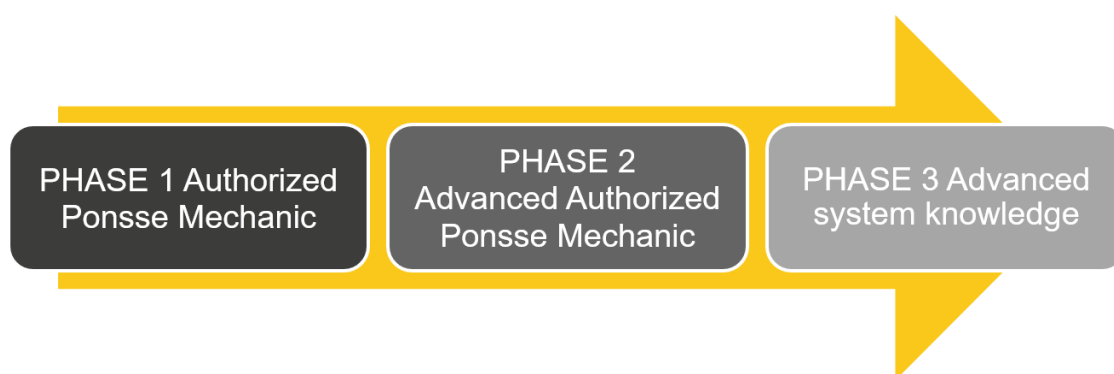 PHASE 1 Authorized
Ponsse Mechanic
PHASE 2
Advanced Authorized
Ponsse Mechanic
PHASE 3 Advanced
system knowledge